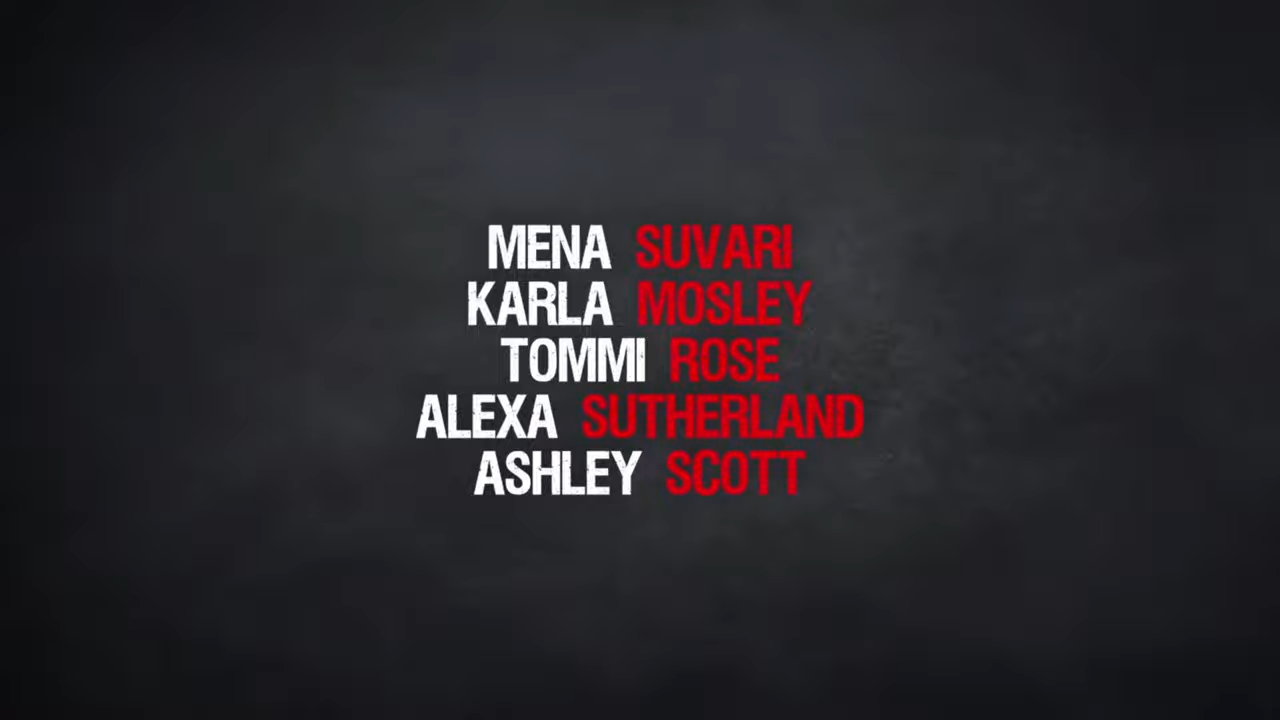 MENA SUVARI
KARLA MOSLEY
TOMMI ROSE
ALEXA SUTHERLAND
ASHLEY SCOTT